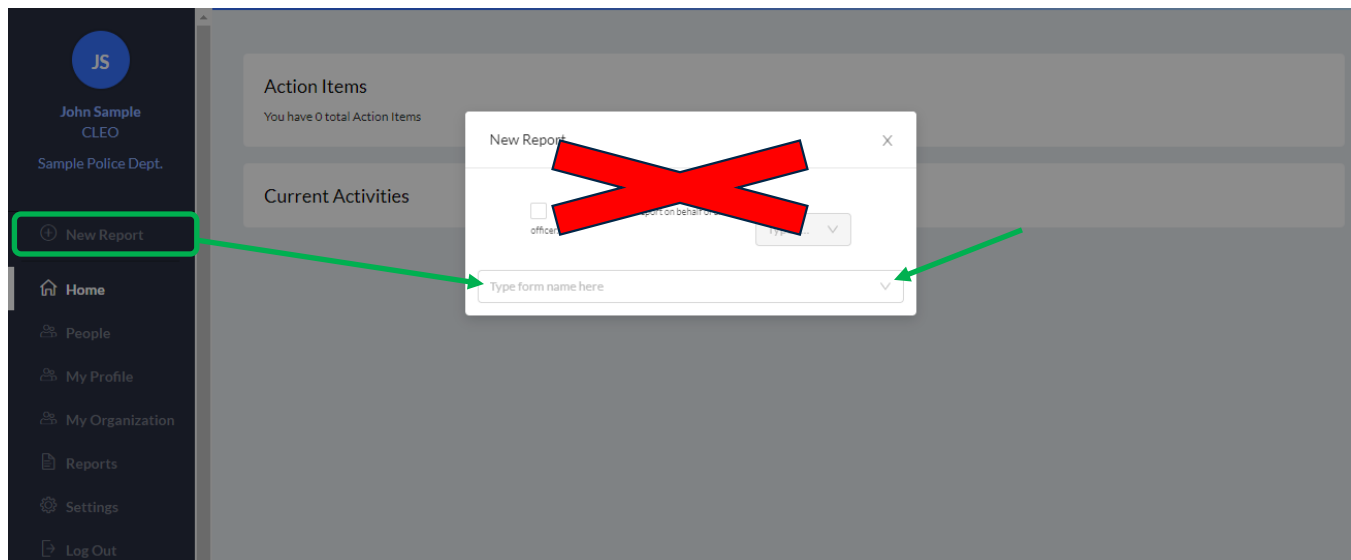 JS
John Sample
CLEO
Sample Police Dept.
New Report
Home
People
My Profile
My Organization
Reports
Settings
Log Out
Action Items
You have 0 total Action Items
Current Activities
New Report
X
report on behalf of
officer
Type form name here